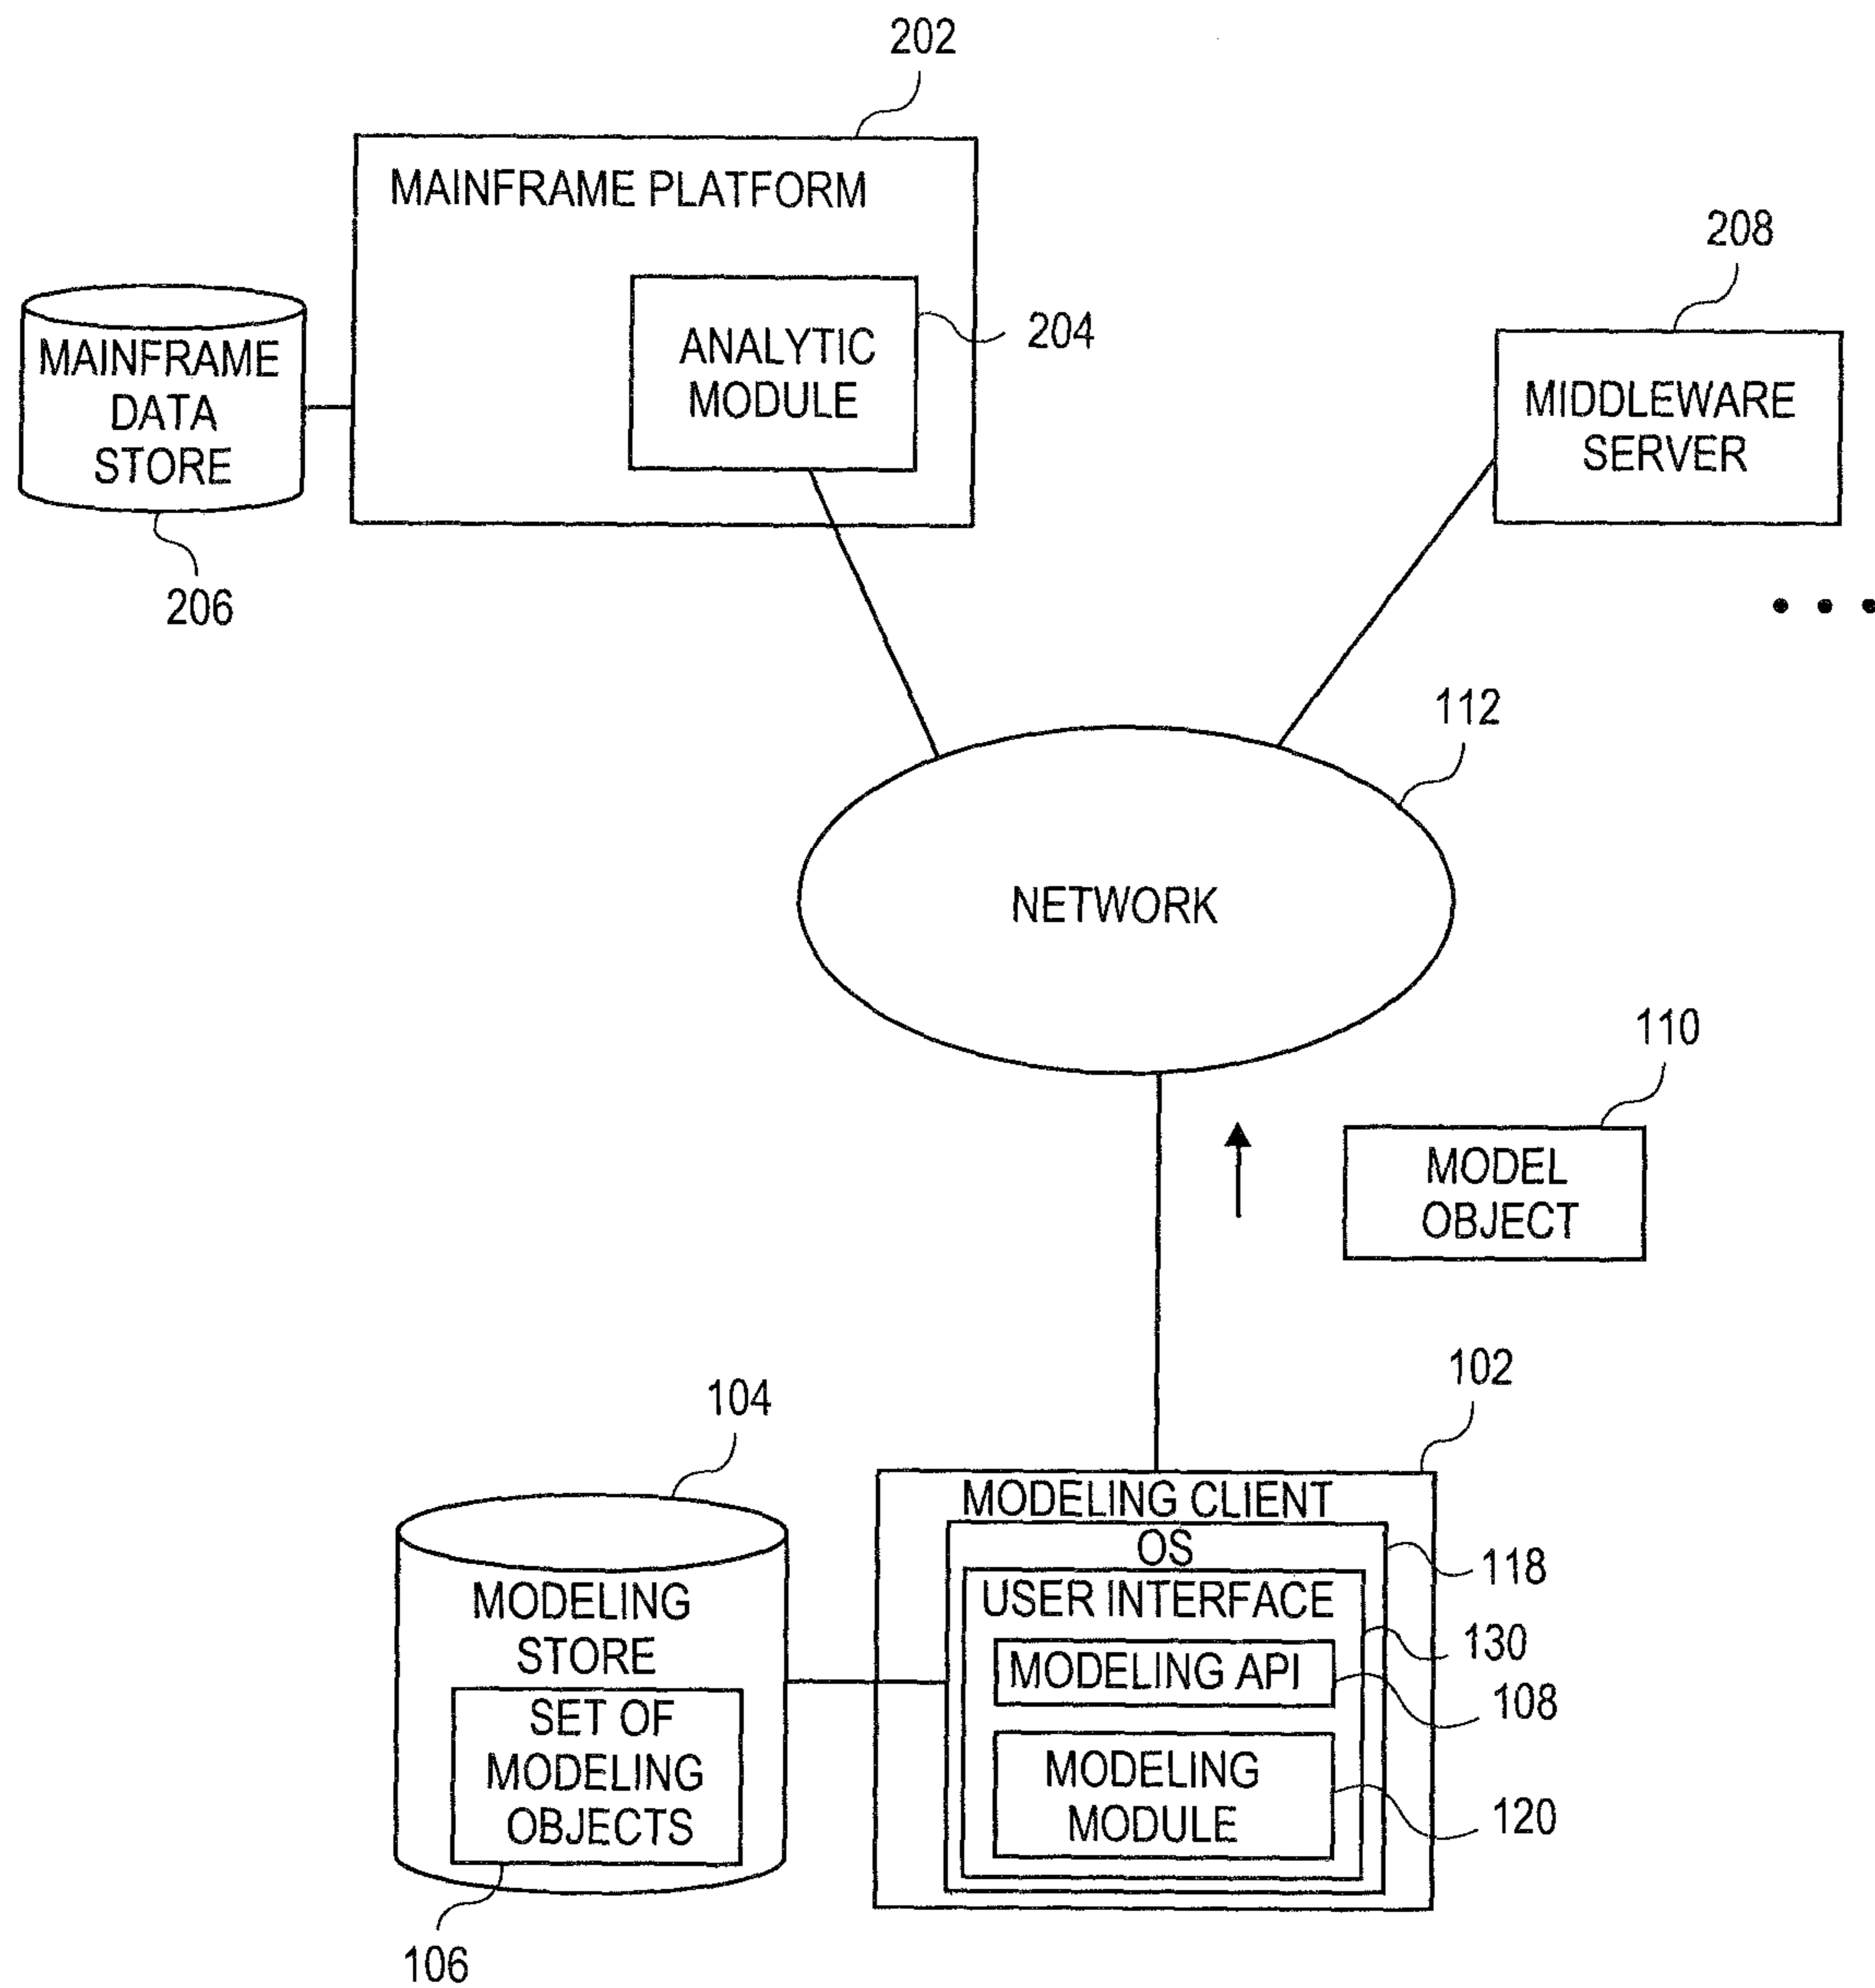 202
MAINFRAME PLATFORM
208
ANALYTIC
MODULE
204
MAINFRAME
DATA
STORE
MIDDLEWARE
SERVER
206
112
NETWORK
110
MODEL
OBJECT
102
104
MODELING CLIENT
OS
118
USER INTERFACE
130
MODELING API
108
MODELING
MODULE
120
MODELING
STORE
SET OF
MODELING
OBJECTS
106